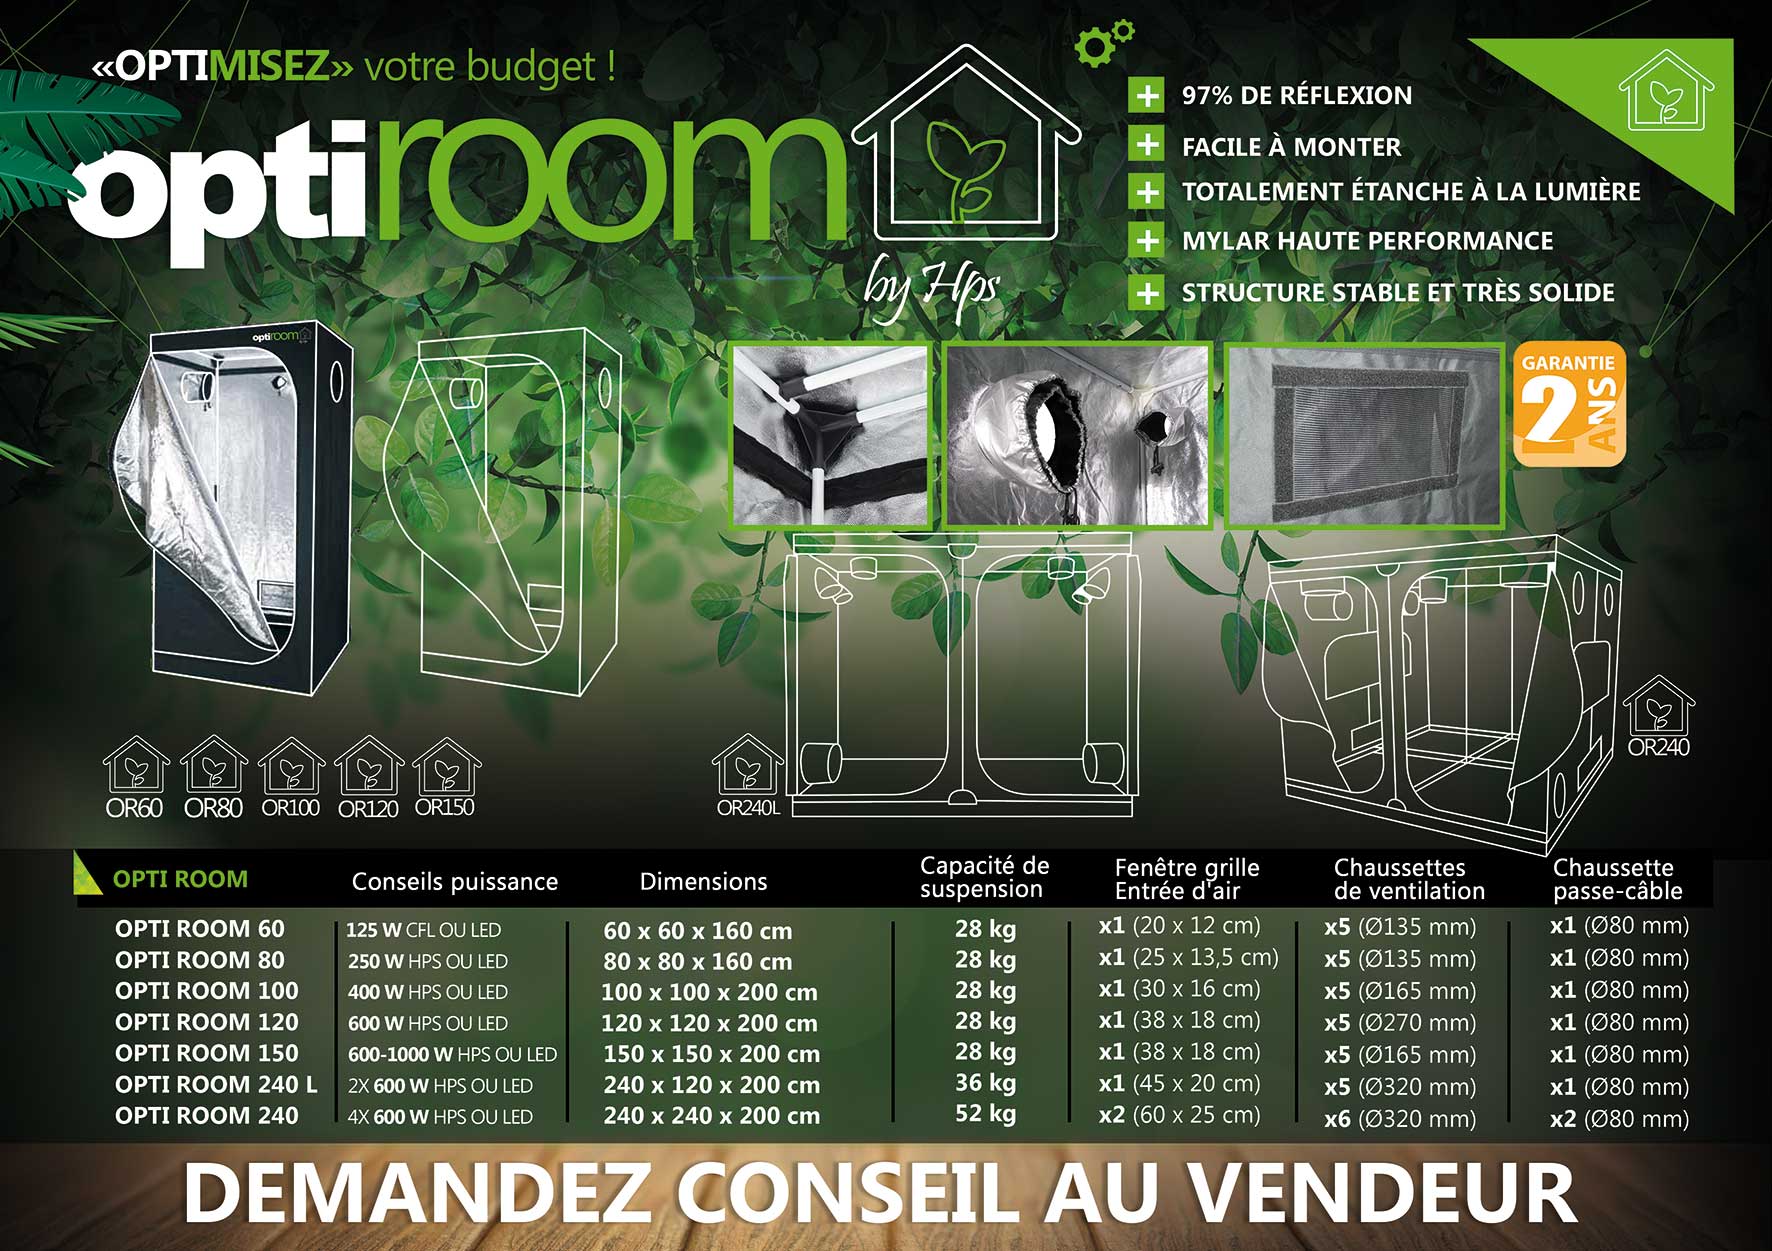 «OPTIMISEZ» votre budget !
optiroom
by Hps
97% DE RÉFLEXION
FACILE À MONTER
TOTALEMENT ÉTANCHE À LA LUMIÈRE
MYLAR HAUTE PERFORMANCE
STRUCTURE STABLE ET TRÈS SOLIDE
GARANTIE
2 ANS
optiroom
OR60 OR80 OR100 OR120 OR150
OR240L
OR240
OPTI ROOM Conseils puissance Dimensions Capacité de suspension Fenêtre grille Entrée d'air Chaussettes de ventilation Chaussette passe-câble
OPTI ROOM 60 125 W CFL OU LED 60 x 60 x 160 cm 28 kg x1 (20 x 12 cm) x5 (Ø135 mm) x1 (Ø80 mm)
OPTI ROOM 80 250 W HPS OU LED 80 x 80 x 160 cm 28 kg x1 (25 x 13,5 cm) x5 (Ø135 mm) x1 (Ø80 mm)
OPTI ROOM 100 400 W HPS OU LED 100 x 100 x 200 cm 28 kg x1 (30 x 16 cm) x5 (Ø165 mm) x1 (Ø80 mm)
OPTI ROOM 120 600 W HPS OU LED 120 x 120 x 200 cm 28 kg x1 (38 x 18 cm) x5 (Ø270 mm) x1 (Ø80 mm)
OPTI ROOM 150 600-1000 W HPS OU LED 150 x 150 x 200 cm 28 kg x1 (38 x 18 cm) x5 (Ø165 mm) x1 (Ø80 mm)
OPTI ROOM 240 L 2X 600 W HPS OU LED 240 x 120 x 200 cm 36 kg x1 (45 x 20 cm) x5 (Ø320 mm) x1 (Ø80 mm)
OPTI ROOM 240 4X 600 W HPS OU LED 240 x 240 x 200 cm 52 kg x2 (60 x 25 cm) x6 (Ø320 mm) x2 (Ø80 mm)
DEMANDEZ CONSEIL AU VENDEUR